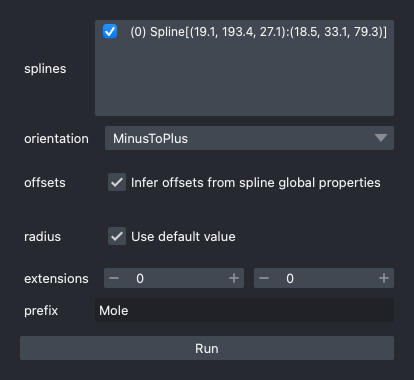 (0) Spline[(19.1, 193.4, 27.1):(18.5, 33.1, 79.3)]
splines
orientation MinusToPlus
offsets Infer offsets from spline global properties
radius Use default value
extensions − 0 + − 0 +
prefix Mole
Run